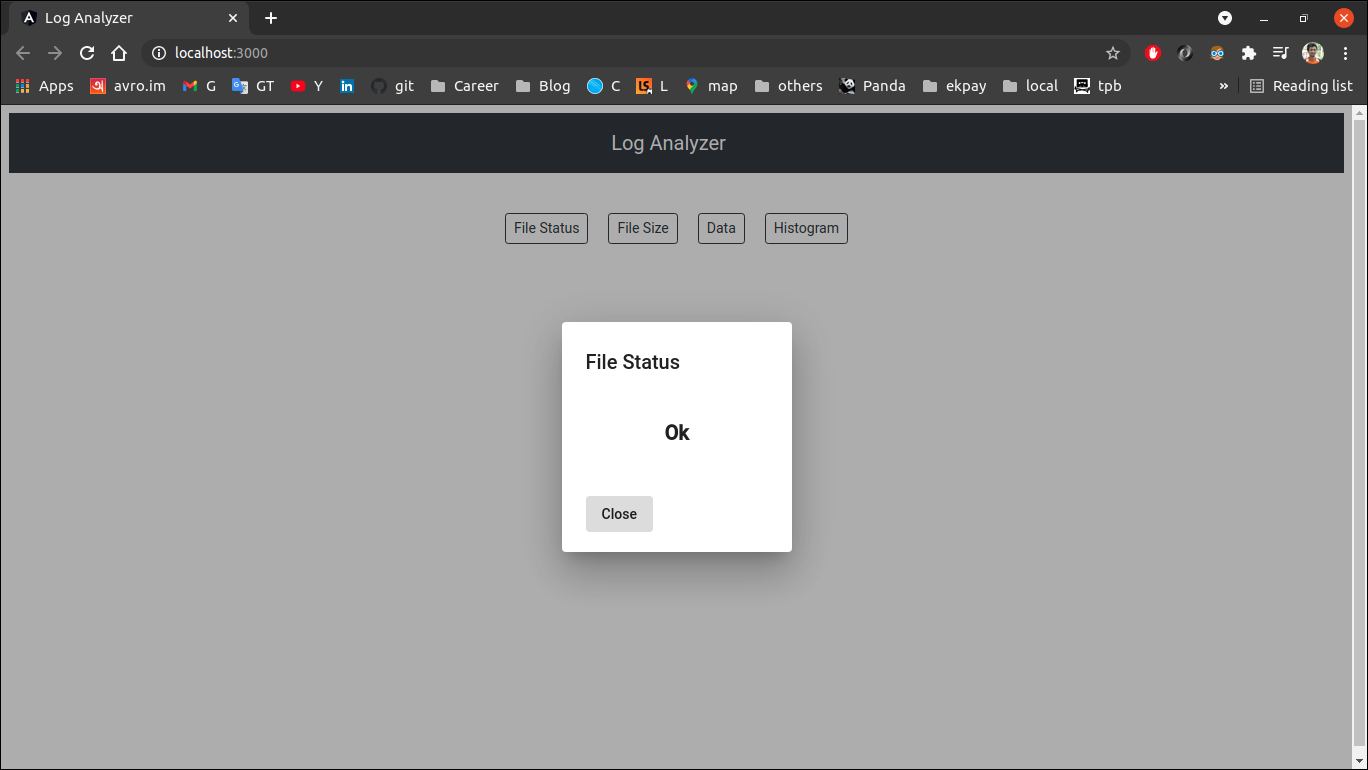 Log Analyzer
localhost:3000
Apps avro.im G GT Y git Career Blog C L map others Panda ekpay local tpb » Reading list
Log Analyzer
File Status File Size Data Histogram
File Status
Ok
Close